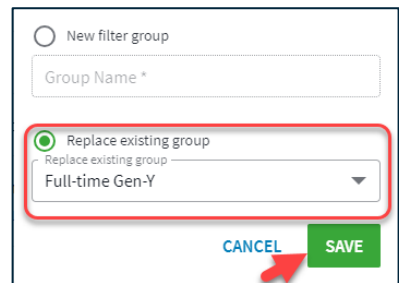 New filter group
Group Name *
Replace existing group
Replace existing group
Full-time Gen-Y
CANCEL SAVE